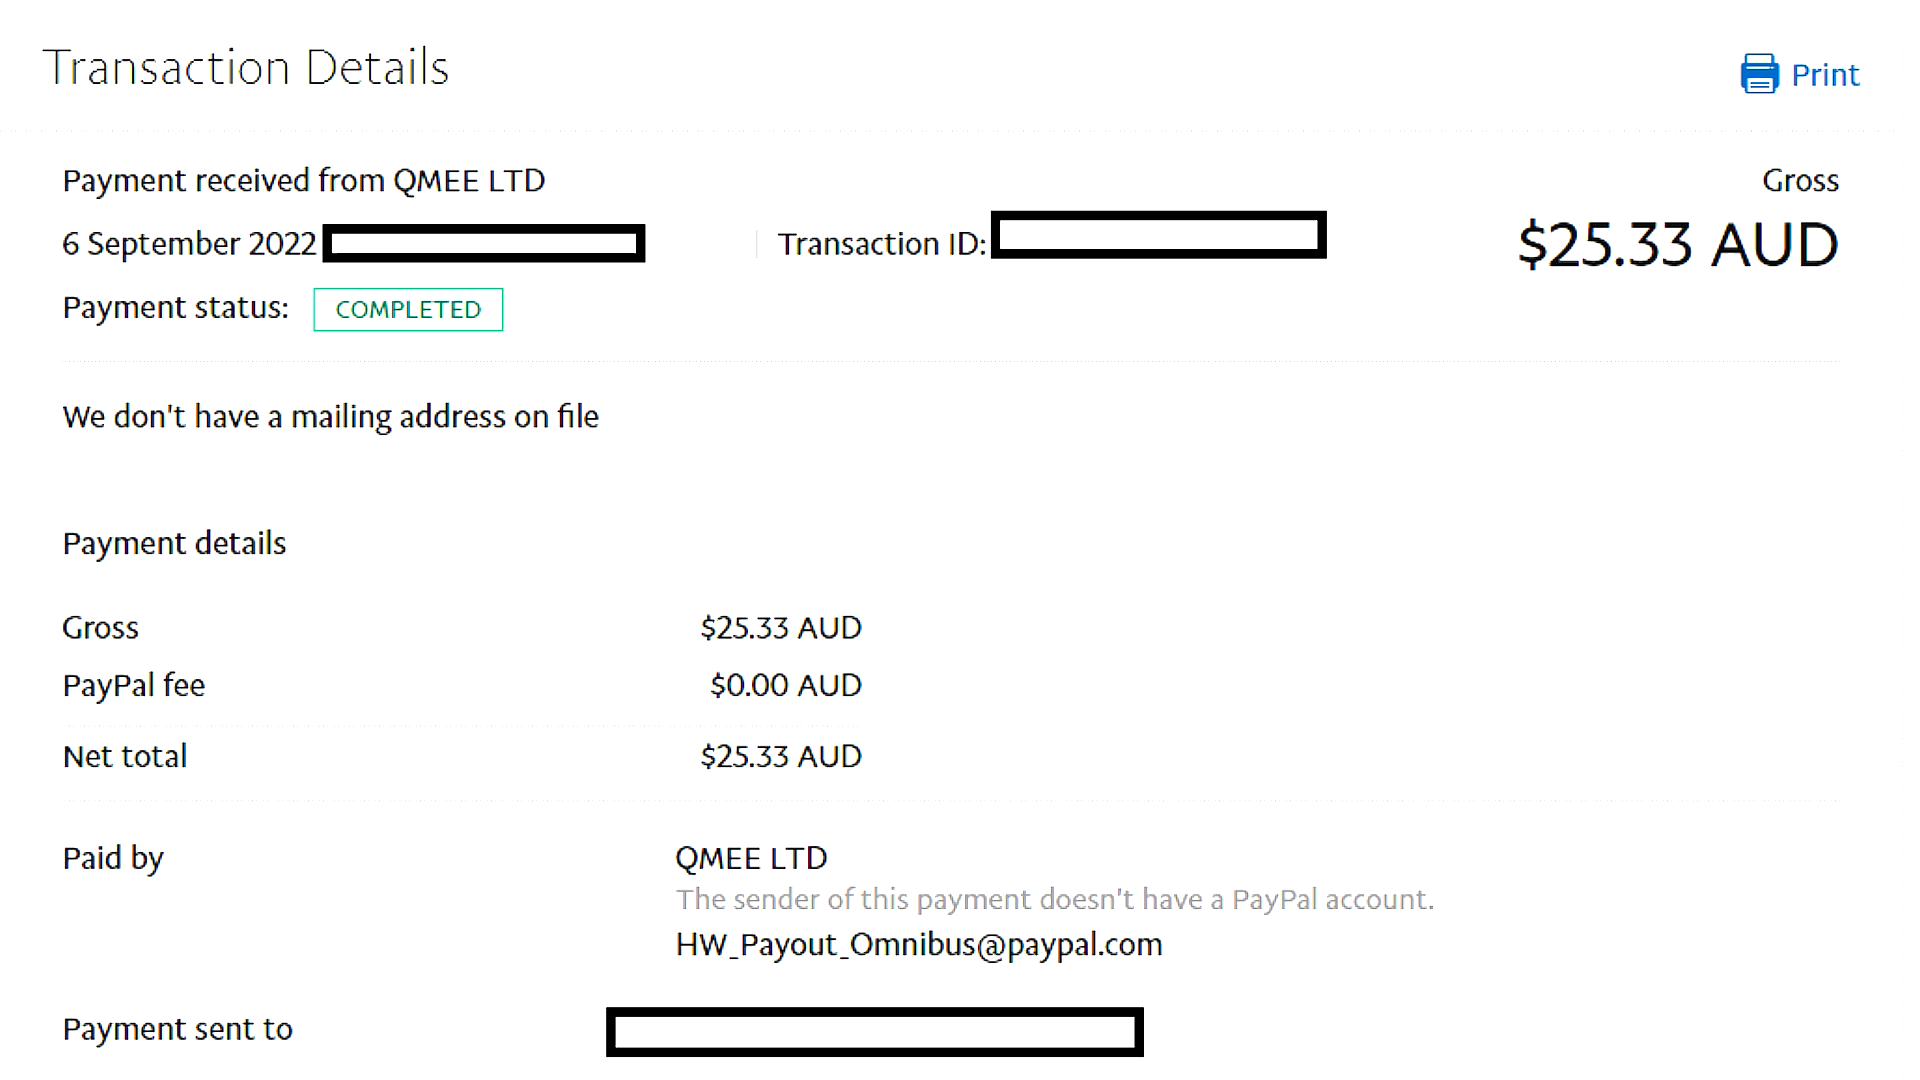 Transaction Details
Print
Payment received from QMEE LTD
Gross
6 September 2022
Transaction ID:
$25.33 AUD
Payment status: COMPLETED
We don't have a mailing address on file
Payment details
Gross $25.33 AUD
PayPal fee $0.00 AUD
Net total $25.33 AUD
Paid by QMEE LTD
The sender of this payment doesn't have a PayPal account.
HW_Payout_Omnibus@paypal.com
Payment sent to